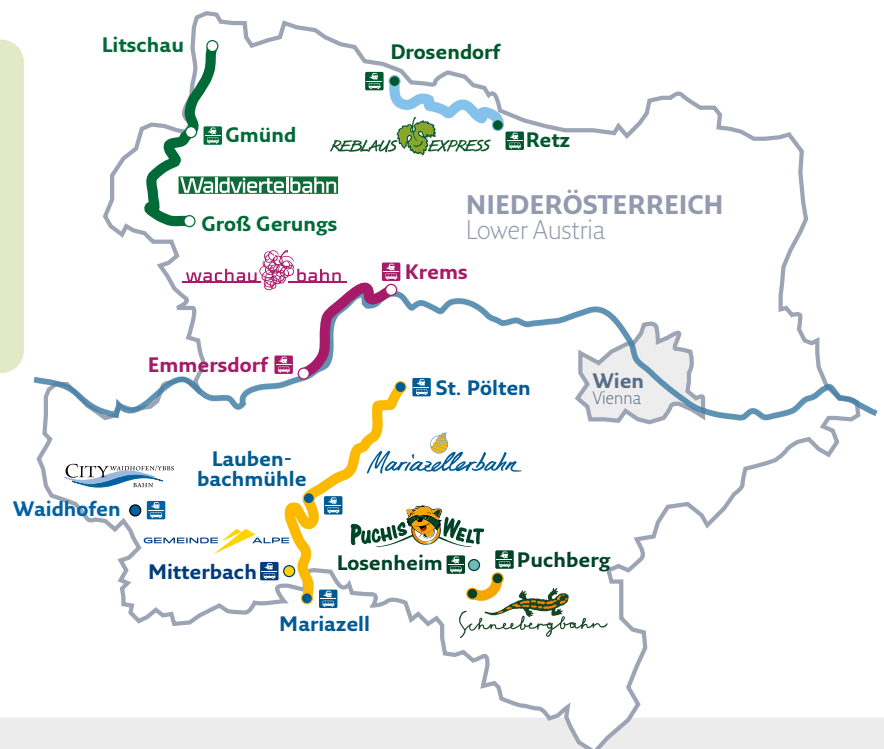 Litschau
Drosendorf
Gmünd
REBLAUS EXPRESS
Retz
Waldviertelbahn
Groß Gerungs
NIEDERÖSTERREICH
Lower Austria
wachau bahn
Krems
Emmersdorf
Wien
Vienna
St. Pölten
Lauben-
bachmühle
Mariazellerbahn
CITY WAIDHOFEN/YBBS
BAHN
Waidhofen
GEMEINDE ALPE
PUCHIS WELT
Losenheim
Puchberg
Mitterbach
Mariazell
Schneebergbahn